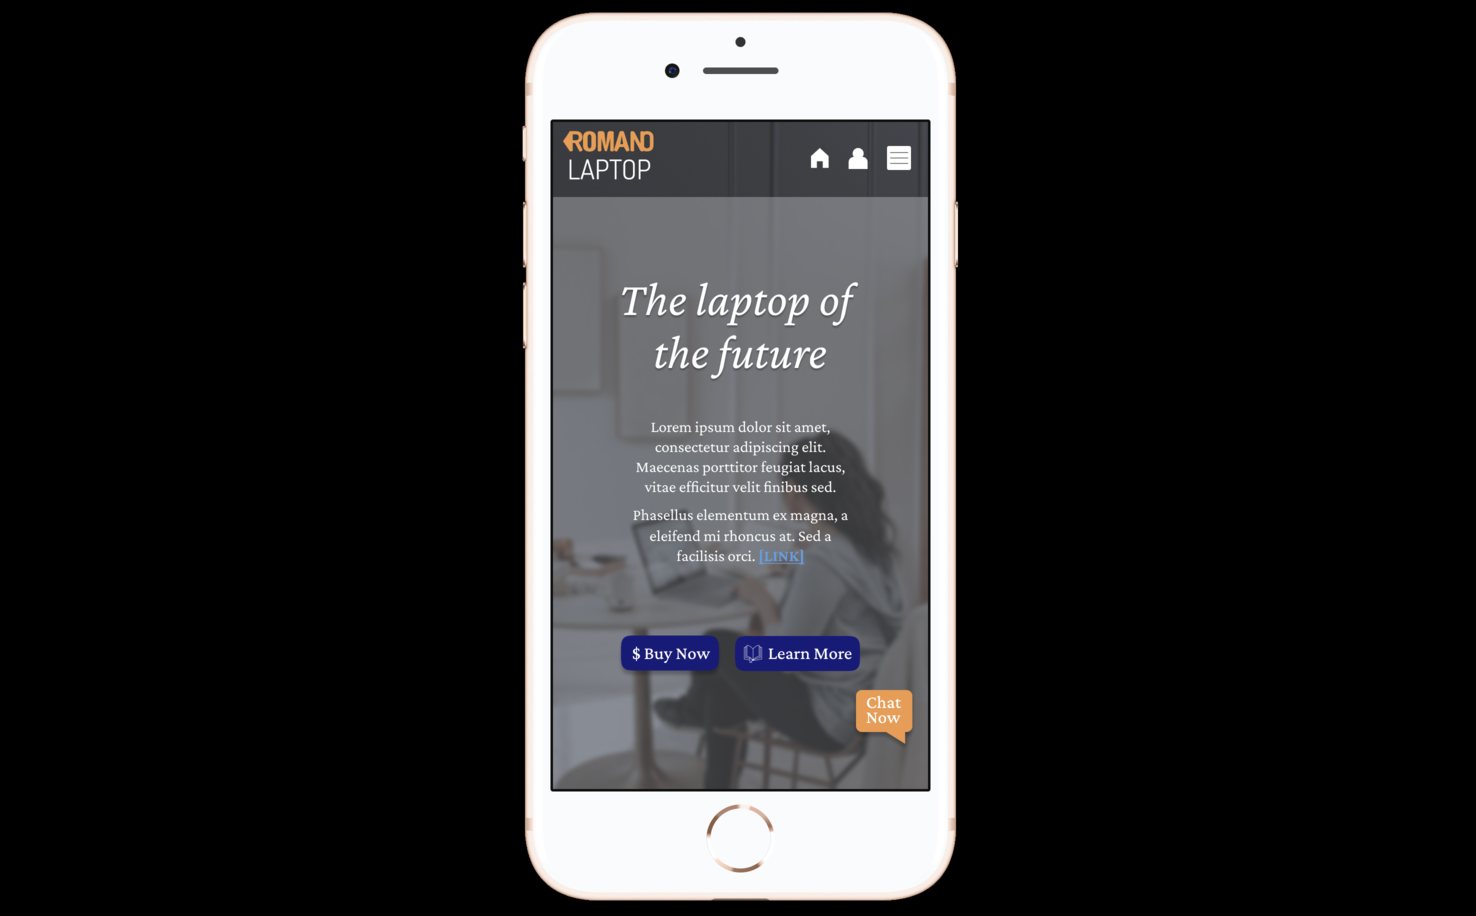 ROMAND
LAPTOP
The laptop of
the future
Lorem ipsum dolor sit amet,
consectetur adipiscing elit.
Maecenas porttitor feugiat lacus,
vitae efficitur velit finibus sed.
Phasellus elementum ex magna, a
eleifend mi rhoncus at. Sed a
facilisis orci. [LINK]
$ Buy Now
Learn More
Chat
Now